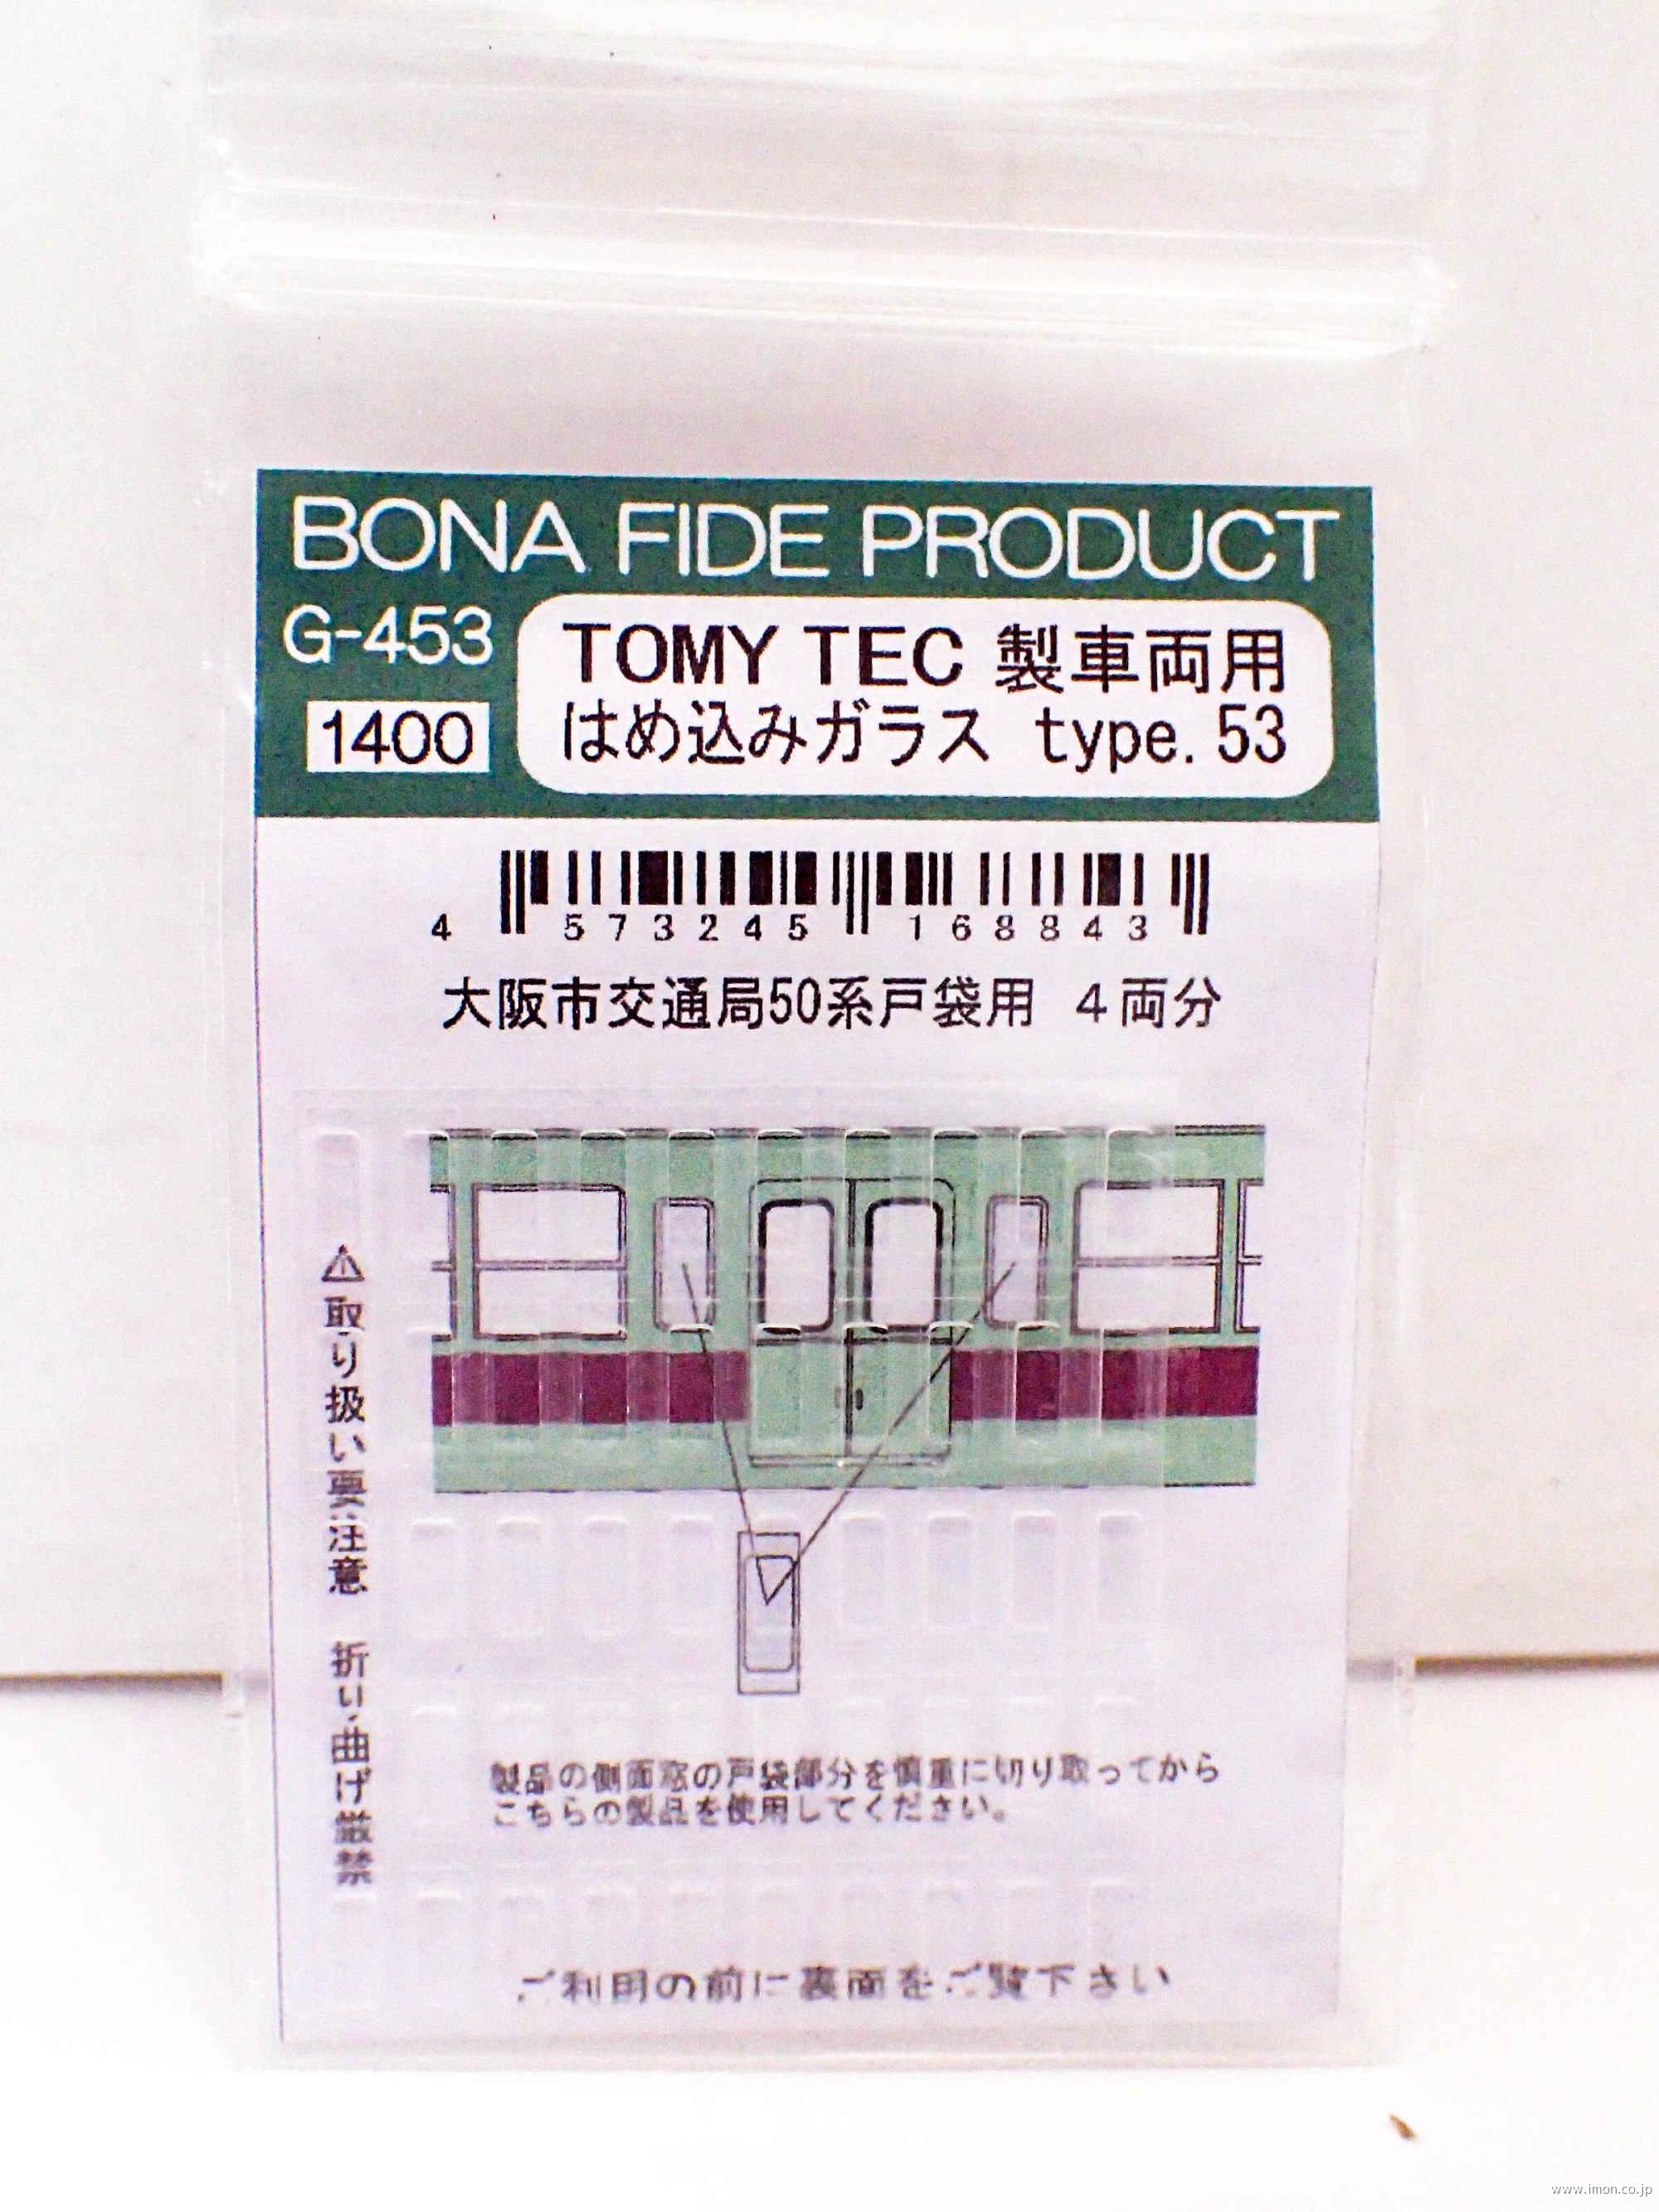 BONA FIDE PRODUCT
G-453
1400
TOMY TEC 製車両用
はめ込みガラス type.53
4 573245 168843
大阪市交通局50系戸袋用 4両分
⚠取り扱い要注意 折り曲げ厳禁
製品の側面窓の戸袋部分を慎重に切り取ってから
こちらの製品を使用してください。
ご利用の前に裏面をご覧下さい
www.imon.co.jp